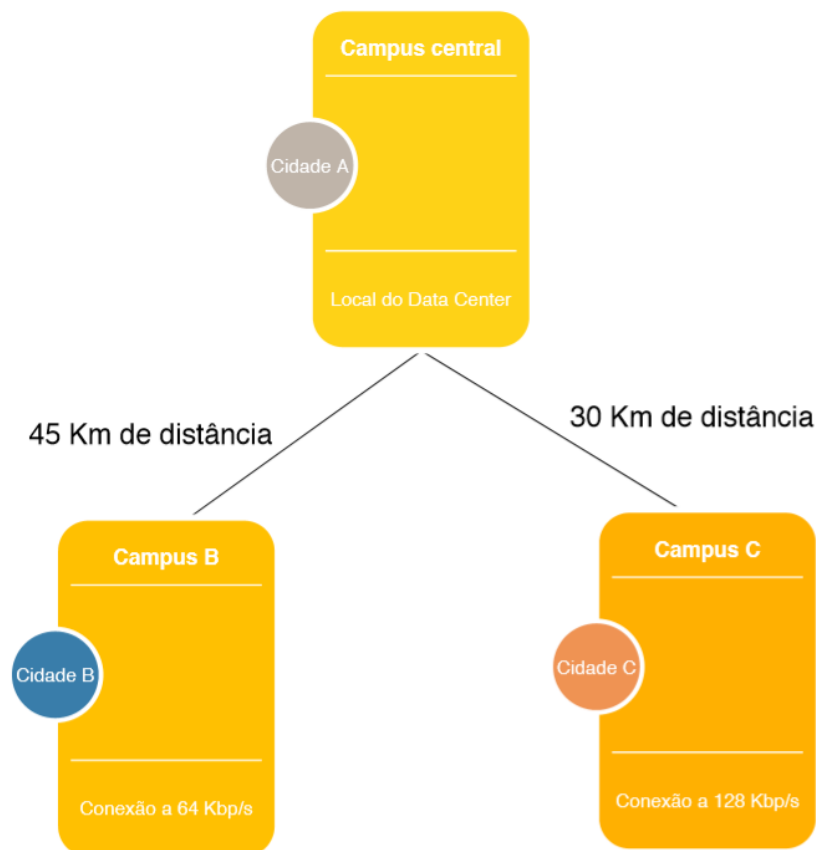 Campus central
Cidade A
Local do Data Center
45 Km de distância
30 Km de distância
Campus B
Cidade B
Conexão a 64 Kbp/s
Campus C
Cidade C
Conexão a 128 Kbp/s